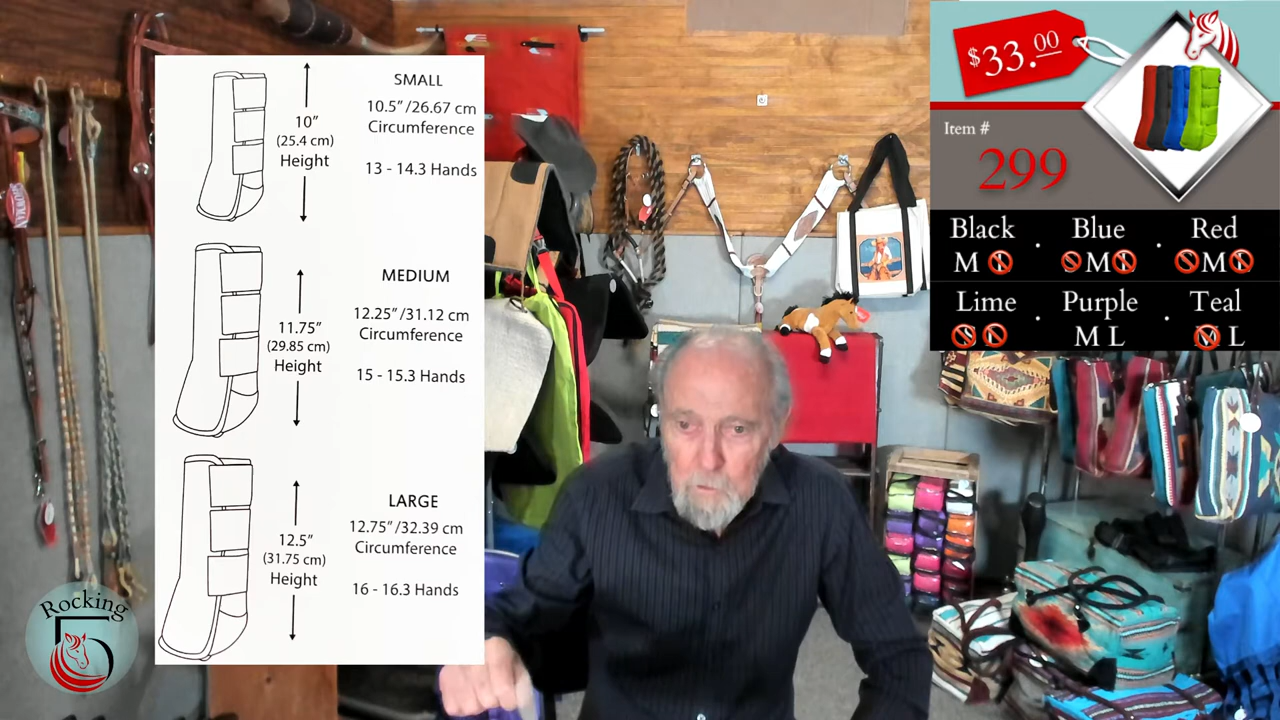 SMALL
10.5” /26.67 cm
Circumference
13 - 14.3 Hands
10”
(25.4 cm)
Height
MEDIUM
12.25” /31.12 cm
Circumference
15 - 15.3 Hands
11.75”
(29.85 cm)
Height
LARGE
12.75” /32.39 cm
Circumference
16 - 16.3 Hands
12.5”
(31.75 cm)
Height
Rocking
5
$33.00
Item #
299
Black · Blue · Red
M M M
Lime · Purple · Teal
S M L L